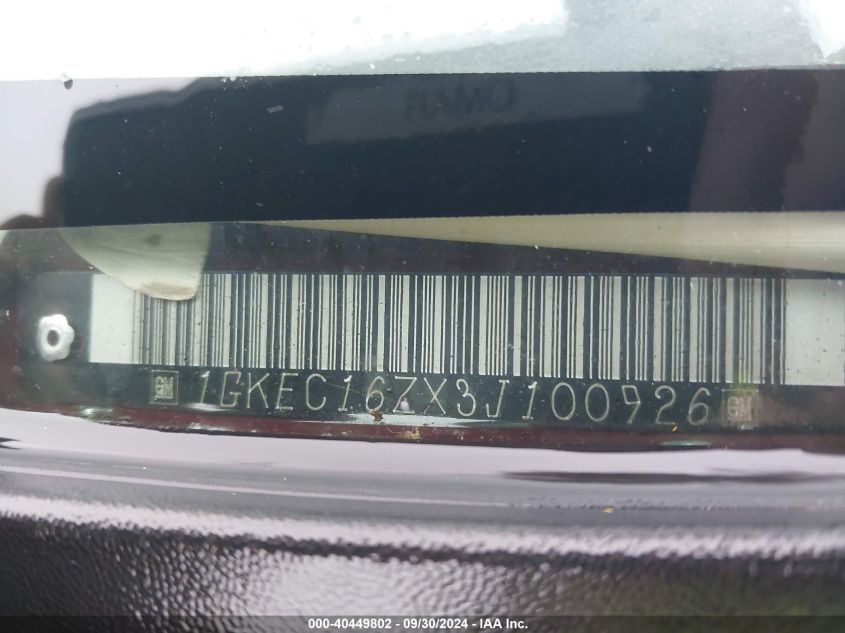 OMAR
GM 1GKEC16ZX3J100926 GM
000-40449802 / 09/30/2024 - IAA Inc.